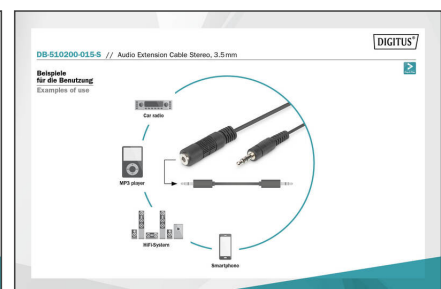 DIGITUS®
DB-510200-015-S // Audio Extension Cable Stereo, 3.5 mm
Beispiele
für die Benutzung
Examples of use
Car radio
MP3 player
HiFi-System
Smartphone